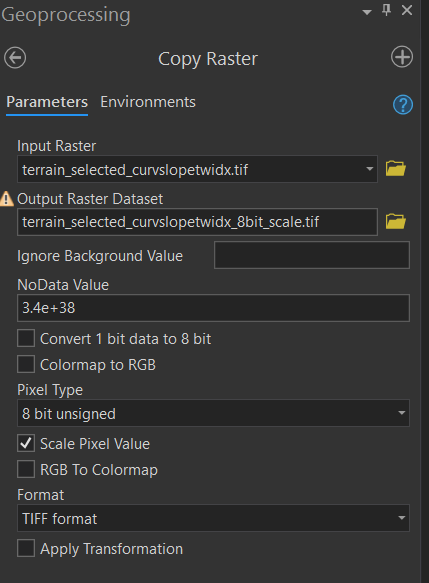 Geoprocessing
Copy Raster
Parameters Environments
Input Raster
terrain_selected_curvslopetwidx.tif
Output Raster Dataset
terrain_selected_curvslopetwidx_8bit_scale.tif
Ignore Background Value
NoData Value
3.4e+38
Convert 1 bit data to 8 bit
Colormap to RGB
Pixel Type
8 bit unsigned
Scale Pixel Value
RGB To Colormap
Format
TIFF format
Apply Transformation